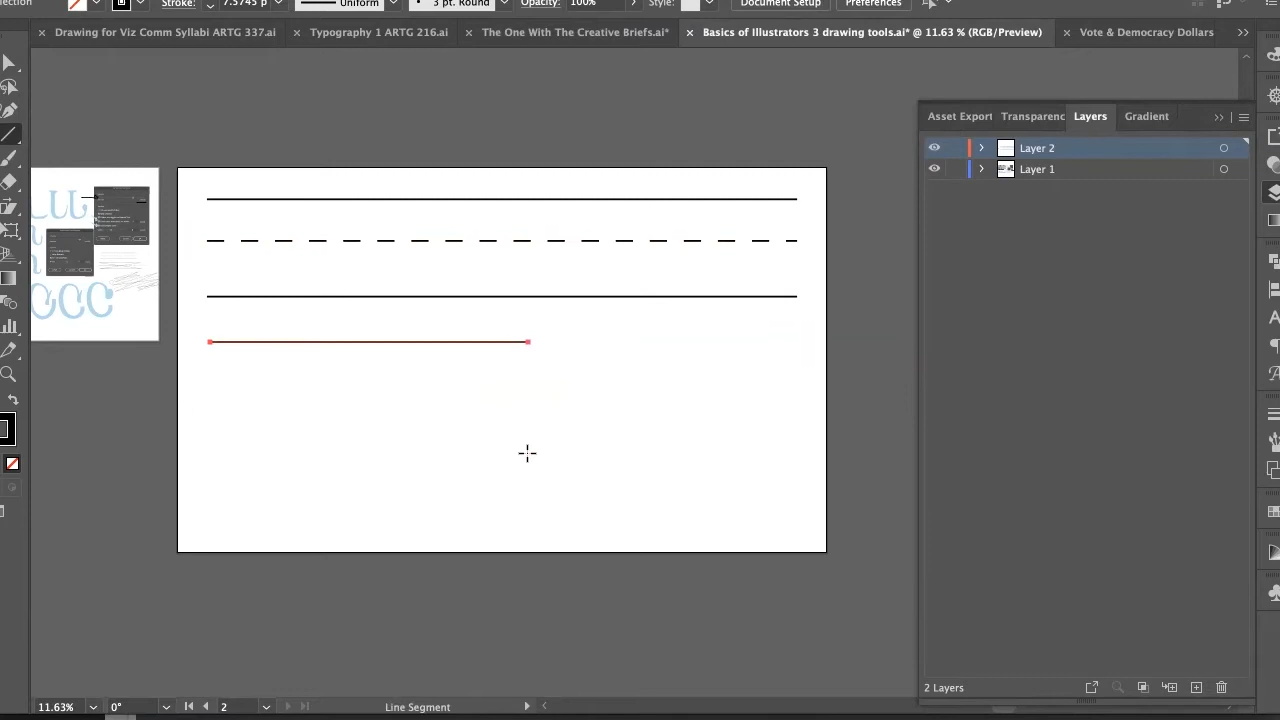 Stroke: 7.5745 p Uniform 3 pt. Round Opacity: 100% Style: Document Setup Preferences
Drawing for Viz Comm Syllabi ARTG 337.ai Typography 1 ARTG 216.ai The One With The Creative Briefs.ai* Basics of Illustrators 3 drawing tools.ai* @ 11.63 % (RGB/Preview) Vote & Democracy Dollars
Asset Export Transparenc Layers Gradient
Layer 2
Layer 1
2 Layers
11.63% 0° 2 Line Segment